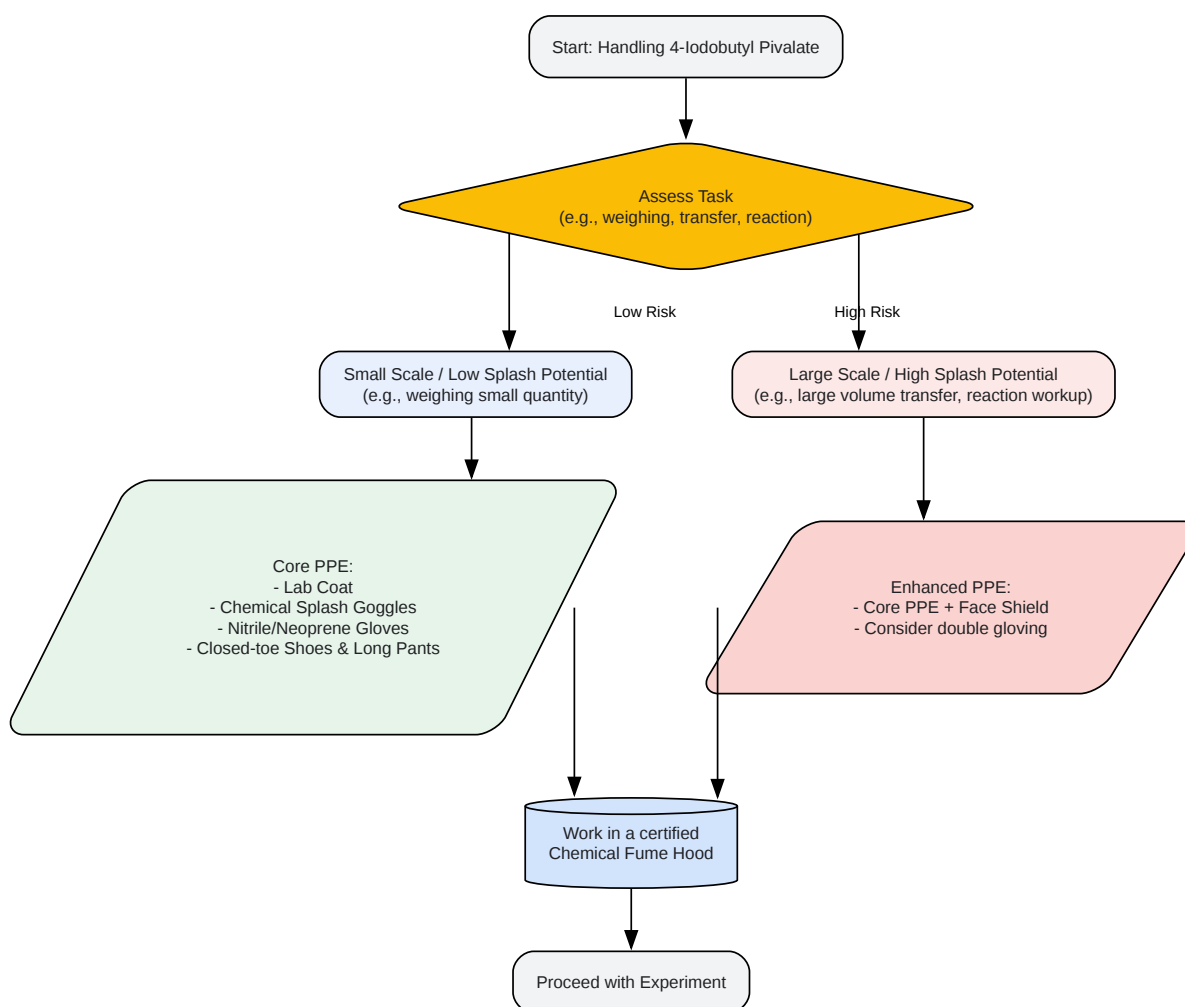 Start: Handling 4-Iodobutyl Pivalate
Assess Task
(e.g., weighing, transfer, reaction)
Low Risk
High Risk
Small Scale / Low Splash Potential
(e.g., weighing small quantity)
Large Scale / High Splash Potential
(e.g., large volume transfer, reaction workup)
Core PPE:
- Lab Coat
- Chemical Splash Goggles
- Nitrile/Neoprene Gloves
- Closed-toe Shoes & Long Pants
Enhanced PPE:
- Core PPE + Face Shield
- Consider double gloving
Work in a certified
Chemical Fume Hood
Proceed with Experiment